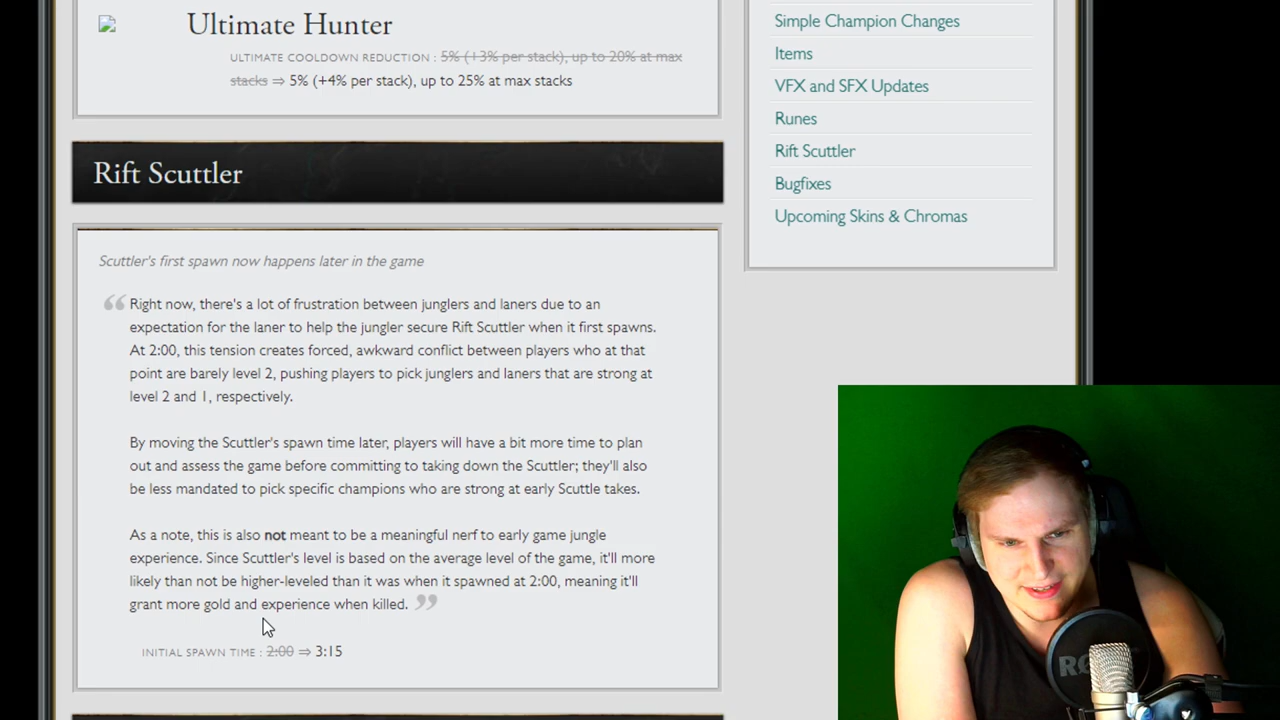 Ultimate Hunter
ULTIMATE COOLDOWN REDUCTION : 5% (+3% per stack), up to 20% at max
stacks ⇒ 5% (+4% per stack), up to 25% at max stacks
Rift Scuttler
Scuttler's first spawn now happens later in the game
“ Right now, there's a lot of frustration between junglers and laners due to an
expectation for the laner to help the jungler secure Rift Scuttler when it first spawns.
At 2:00, this tension creates forced, awkward conflict between players who at that
point are barely level 2, pushing players to pick junglers and laners that are strong at
level 2 and 1, respectively.
By moving the Scuttler's spawn time later, players will have a bit more time to plan
out and assess the game before committing to taking down the Scuttler; they'll also
be less mandated to pick specific champions who are strong at early Scuttle takes.
As a note, this is also not meant to be a meaningful nerf to early game jungle
experience. Since Scuttler's level is based on the average level of the game, it'll more
likely than not be higher-leveled than it was when it spawned at 2:00, meaning it'll
grant more gold and experience when killed. ”
INITIAL SPAWN TIME : 2:00 ⇒ 3:15
Simple Champion Changes
Items
VFX and SFX Updates
Runes
Rift Scuttler
Bugfixes
Upcoming Skins & Chromas